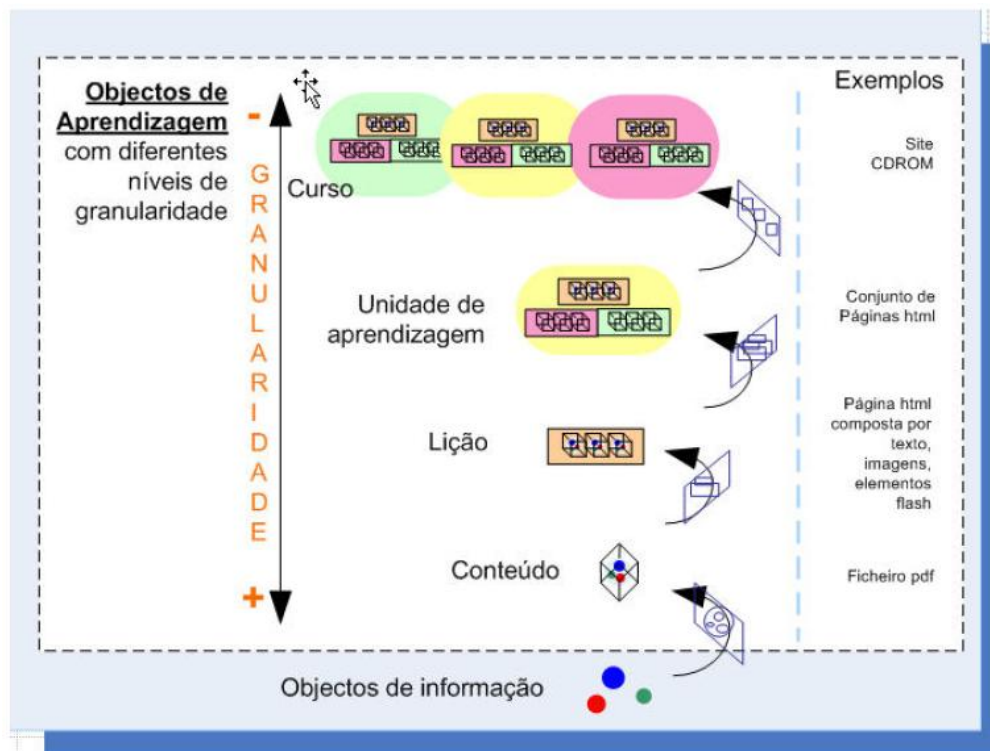 Objectos de
Aprendizagem
com diferentes
níveis de
granularidade
-
GRANULARIDADE
+
Exemplos
Curso
Site
CDROM
Unidade de
aprendizagem
Conjunto de
Páginas html
Lição
Página html
composta por
texto,
imagens,
elementos
flash
Conteúdo
Ficheiro pdf
Objectos de informação